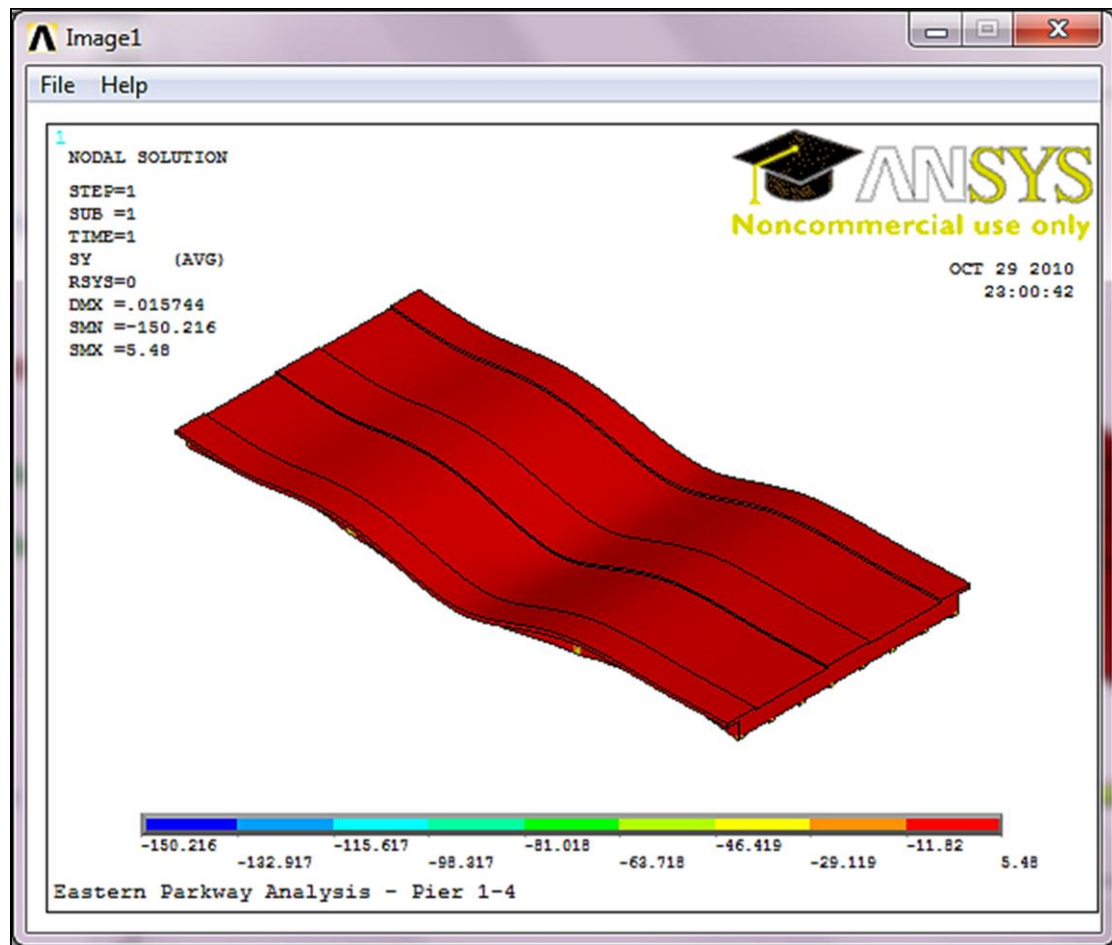 Image1
File Help
1
NODAL SOLUTION
STEP=1
SUB =1
TIME=1
SY (AVG)
RSYS=0
DMX =.015744
SMN =-150.216
SMX =5.48
ANSYS
Noncommercial use only
OCT 29 2010
23:00:42
-150.216 -115.617 -81.018 -46.419 -11.82
-132.917 -98.317 -63.718 -29.119 5.48
Eastern Parkway Analysis - Pier 1-4